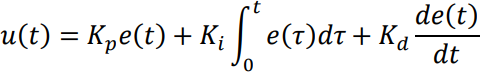 u(t) = K_p e(t) + K_i ∫_0^t e(τ)dτ + K_d de(t)/dt